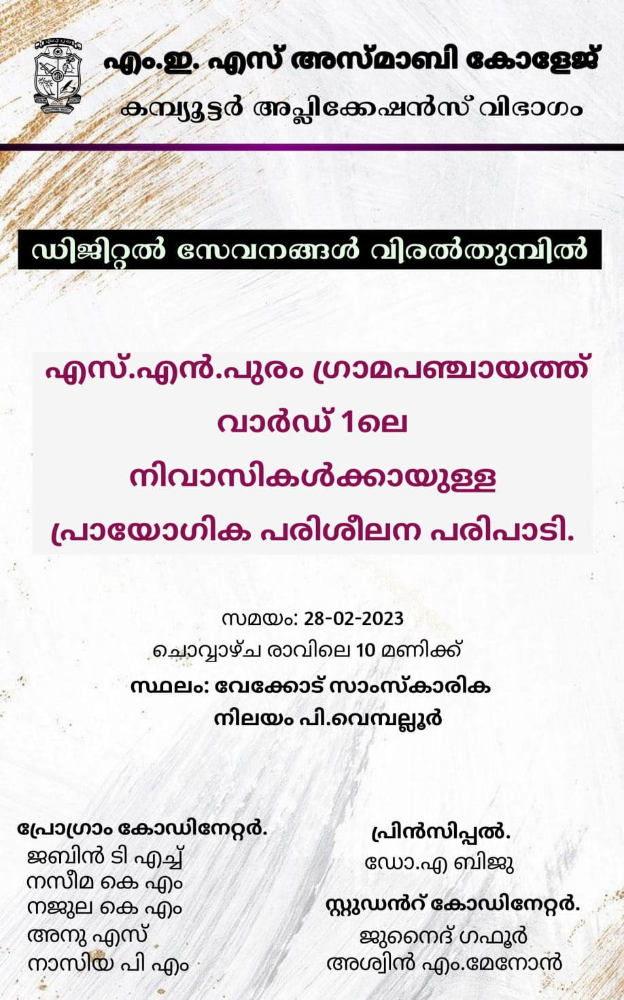 എം.ഇ. എസ് അസ്മാബി കോളേജ്
കമ്പ്യൂട്ടർ അപ്ലിക്കേഷൻസ് വിഭാഗം
ഡിജിറ്റൽ സേവനങ്ങൾ വിരൽതുമ്പിൽ
എസ്.എൻ.പുരം ഗ്രാമപഞ്ചായത്ത്
വാർഡ് 1ലെ
നിവാസികൾക്കായുള്ള
പ്രായോഗിക പരിശീലന പരിപാടി.
സമയം: 28-02-2023
ചൊവ്വാഴ്ച രാവിലെ 10 മണിക്ക്
സ്ഥലം: വേക്കോട് സാംസ്കാരിക
നിലയം പി.വെമ്പല്ലൂർ
പ്രോഗ്രാം കോഡിനേറ്റർ.
ജബിൻ ടി എച്ച്
നസീമ കെ എം
നജുല കെ എം
അനു എസ്
നാസിയ പി എം
പ്രിൻസിപ്പൽ.
ഡോ.എ ബിജു
സ്റ്റുഡൻറ് കോഡിനേറ്റർ.
ജുനൈദ് ഗഫൂർ
അശ്വിൻ എം.മേനോൻ